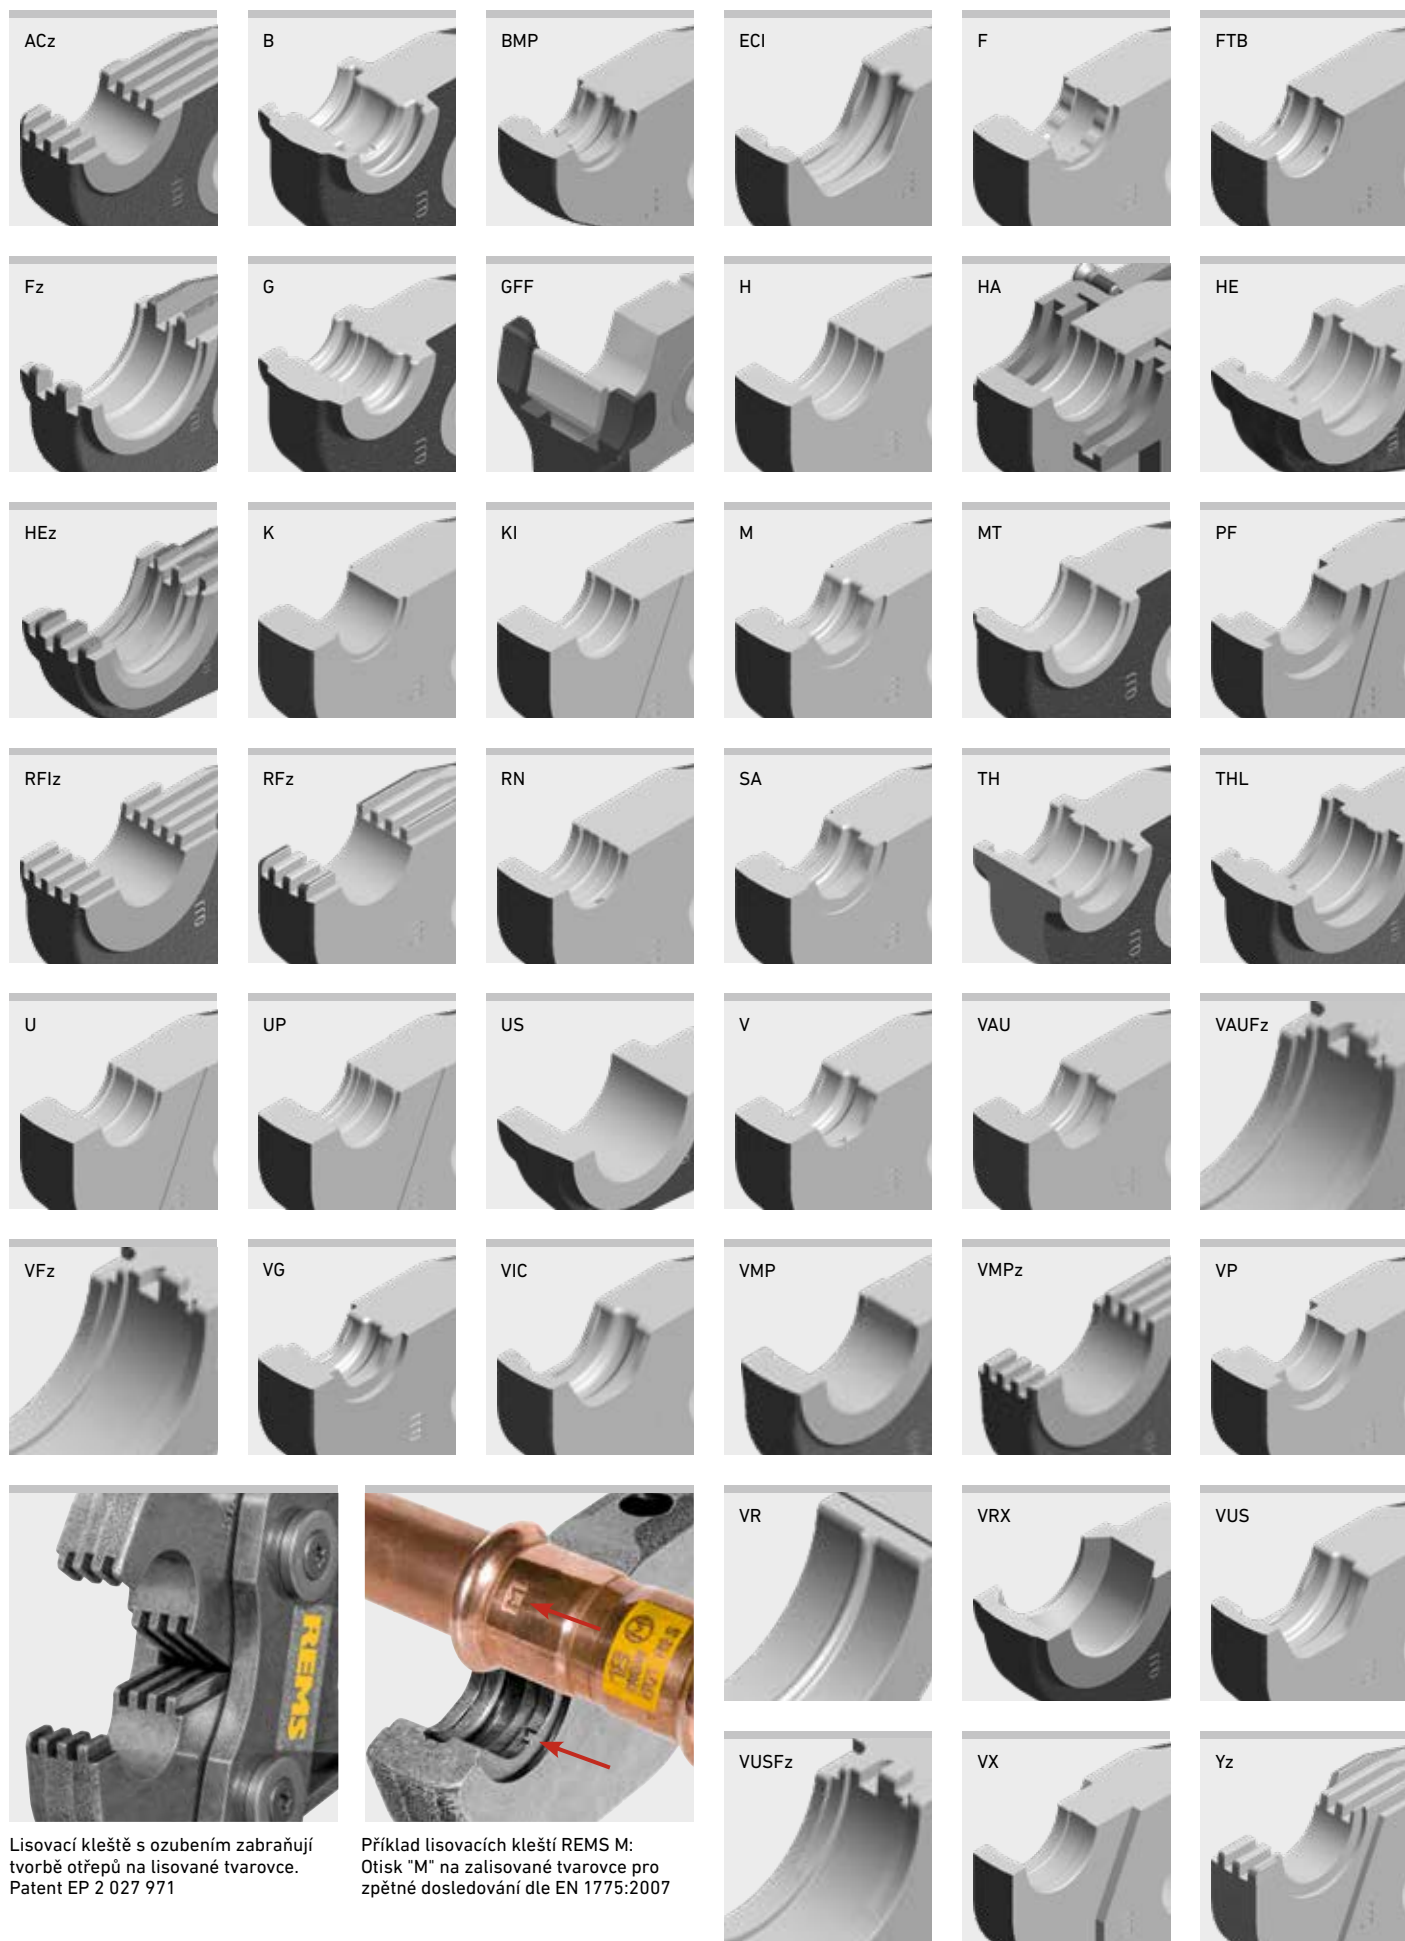 ACz
B
BMP
ECI
F
FTB
Fz
G
GFF
H
HA
HE
HEz
K
KI
M
MT
PF
RFIz
RFz
RN
SA
TH
THL
U
UP
US
V
VAU
VAUFz
VFz
VG
VIC
VMP
VMPz
VP
VR
VRX
VUS
REMS
M
VUSFz
VX
Yz
Lisovací kleště s ozubením zabraňují
tvorbě otřepů na lisované tvarovce.
Patent EP 2 027 971
Příklad lisovacích kleští REMS M:
Otisk "M" na zalisované tvarovce pro
zpětné dosledování dle EN 1775:2007